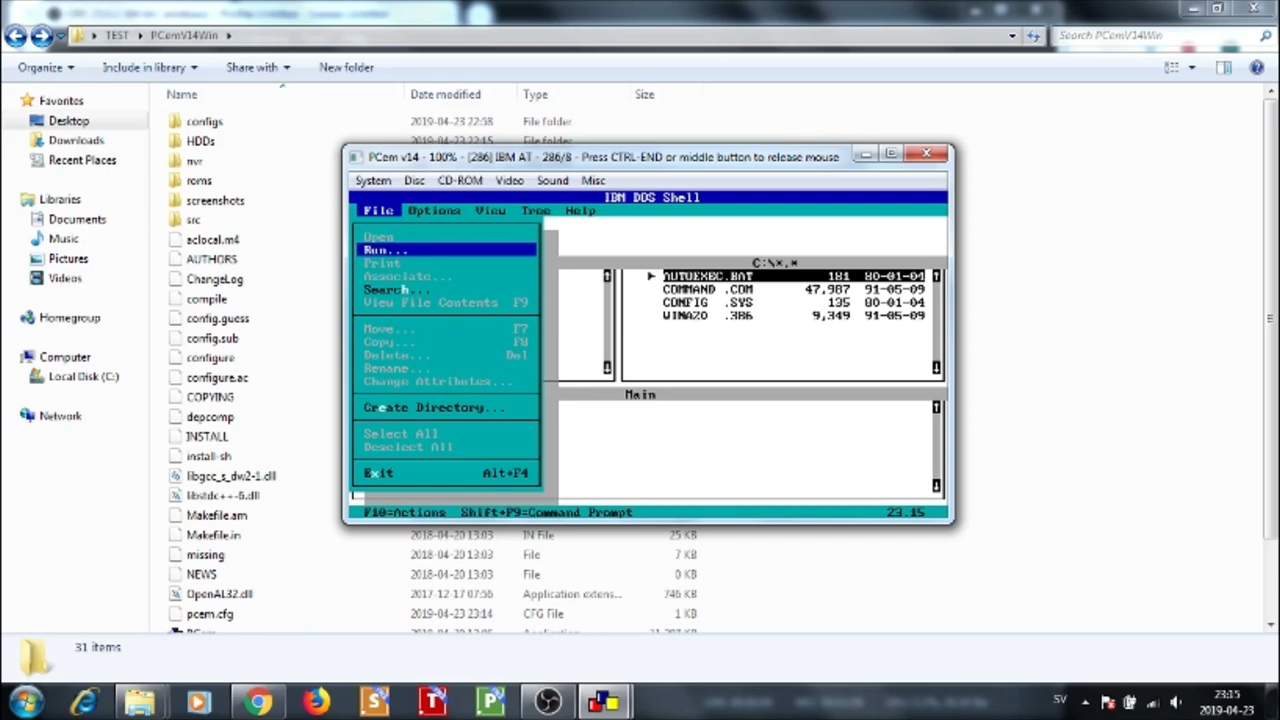 TEST PCemV14Win
Search PCemV14Win
Organize Include in library Share with New folder
Name Date modified Type Size
Favorites
Desktop
Downloads
Recent Places
Libraries
Documents
Music
Pictures
Videos
Homegroup
Computer
Local Disk (C:)
Network
configs 2019-04-23 22:58 File folder
HDDs 2019-04-23 22:15 File folder
nvr
roms
screenshots
src
aclocal.m4
AUTHORS
ChangeLog
compile
config.guess
config.sub
configure
configure.ac
COPYING
depcomp
INSTALL
install-sh
libgcc_s_dw2-1.dll
libstdc++-6.dll
Makefile.am
Makefile.in 2018-04-20 13:03 IN File 25 KB
missing 2018-04-20 13:03 File 7 KB
NEWS 2018-04-20 13:03 File 0 KB
OpenAL32.dll 2017-12-17 07:56 Application extens... 746 KB
pcem.cfg 2019-04-23 23:14 CFG File 1 KB
PCem v14 - 100% - [286] IBM AT - 286/8 - Press CTRL-END or middle button to release mouse
System Disc CD-ROM Video Sound Misc
IBM DOS Shell
File Options View Tree Help
Open
Run...
Print
Associate...
Search...
View File Contents F9
Move... F7
Copy... F8
Delete... Del
Rename...
Change Attributes...
Create Directory...
Select All
Deselect All
Exit Alt+F4
C:\*.*
AUTOEXEC.BAT 181 80-01-04
COMMAND .COM 47,987 91-05-09
CONFIG .SYS 135 80-01-04
WINA20 .386 9,349 91-05-09
Main
F10=Actions Shift+F9=Command Prompt 23.15
31 items
SV
23:15
2019-04-23